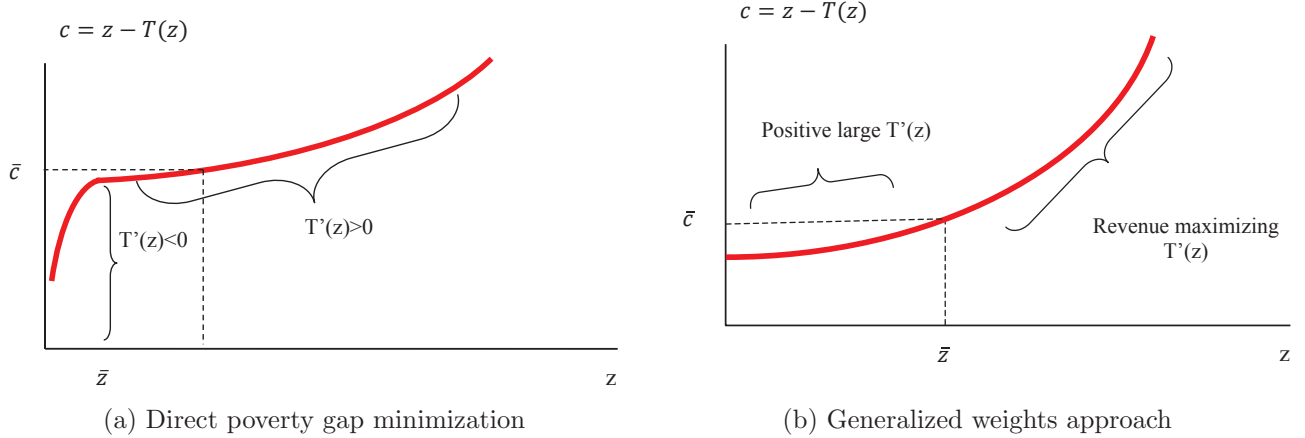 c = z − T(z)
c̄
T'(z)<0
T'(z)>0
z̄
z
(a) Direct poverty gap minimization
c = z − T(z)
Positive large T'(z)
c̄
Revenue maximizing
T'(z)
z̄
z
(b) Generalized weights approach